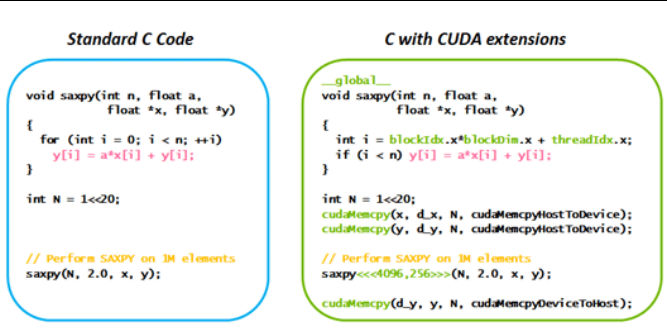 Standard C Code
void saxpy(int n, float a,
float *x, float *y)
{
for (int i = 0; i < n; ++i)
y[i] = a*x[i] + y[i];
}
int N = 1<<20;
// Perform SAXPY on 1M elements
saxpy(N, 2.0, x, y);
C with CUDA extensions
__global__
void saxpy(int n, float a,
float *x, float *y)
{
int i = blockIdx.x*blockDim.x + threadIdx.x;
if (i < n) y[i] = a*x[i] + y[i];
}
int N = 1<<20;
cudaMemcpy(x, d_x, N, cudaMemcpyHostToDevice);
cudaMemcpy(y, d_y, N, cudaMemcpyHostToDevice);
// Perform SAXPY on 1M elements
saxpy<<<4096,256>>>(N, 2.0, x, y);
cudaMemcpy(d_y, y, N, cudaMemcpyDeviceToHost);